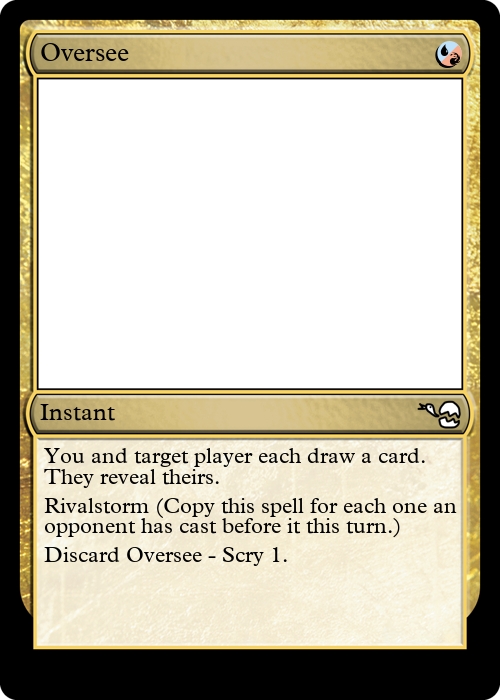 Oversee
Instant
You and target player each draw a card.
They reveal theirs.
Rivalstorm (Copy this spell for each one an
opponent has cast before it this turn.)
Discard Oversee - Scry 1.